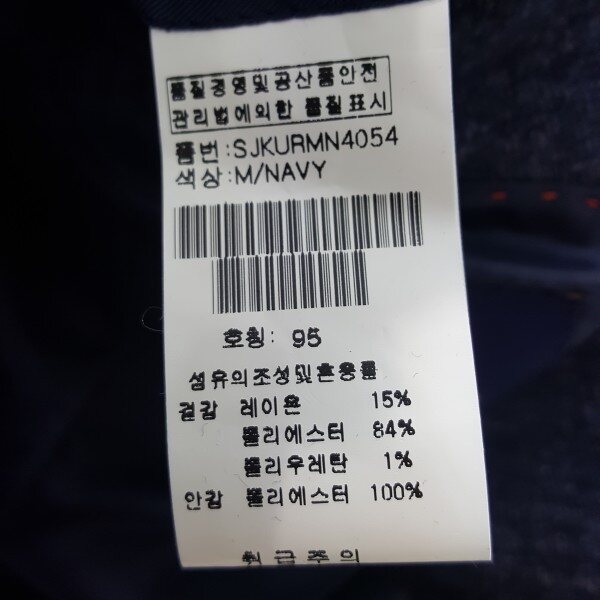 품질경영및공산품안전
관리법에의한 품질표시
품번:SJKURMN4054
색상:M/NAVY
호칭: 95
섬유의조성및혼용률
겉감 레이온 15%
폴리에스터 84%
폴리우레탄 1%
안감 폴리에스터 100%
취급주의